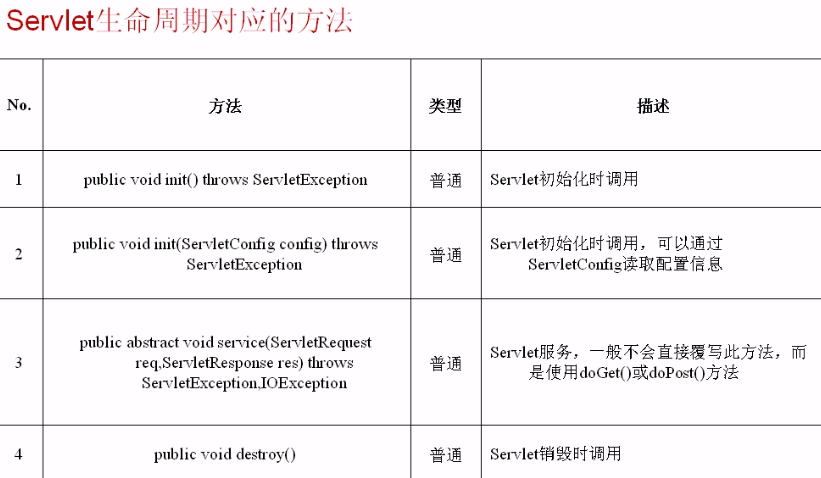 Servlet生命周期对应的方法
No. 方法 类型 描述
1 public void init() throws ServletException 普通 Servlet初始化时调用
2 public void init(ServletConfig config) throws
ServletException 普通 Servlet初始化时调用，可以通过
ServletConfig读取配置信息
3 public abstract void service(ServletRequest
req,ServletResponse res) throws
ServletException,IOException 普通 Servlet服务，一般不会直接覆写此方法，而
是使用doGet()或doPost()方法
4 public void destroy() 普通 Servlet销毁时调用